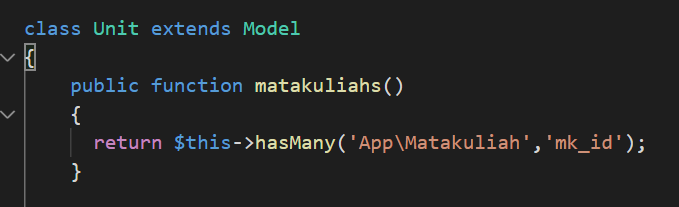 class Unit extends Model
{
public function matakuliahs()
{
return $this->hasMany('App\Matakuliah','mk_id');
}